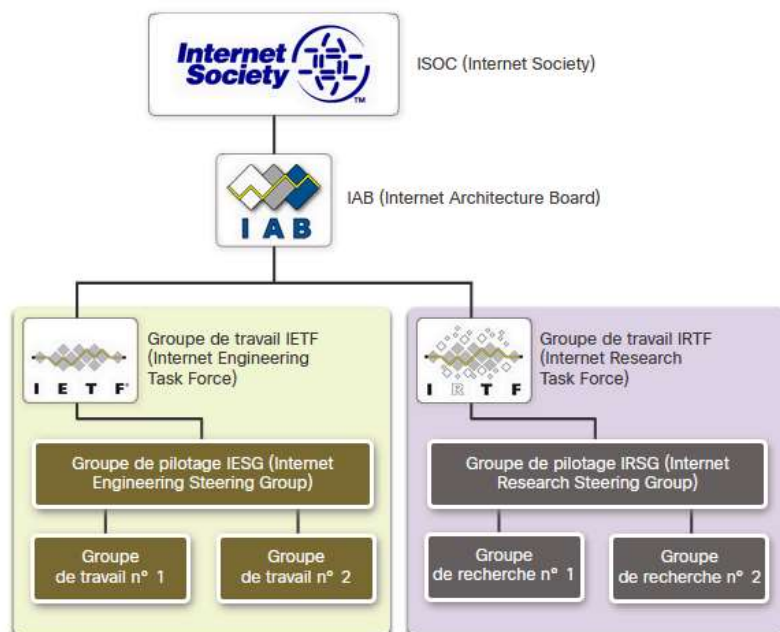 Internet
Society
TM
ISOC (Internet Society)
IAB
IAB (Internet Architecture Board)
IETF
Groupe de travail IETF
(Internet Engineering
Task Force)
IRTF
Groupe de travail IRTF
(Internet Research
Task Force)
Groupe de pilotage IESG (Internet
Engineering Steering Group)
Groupe de pilotage IRSG (Internet
Research Steering Group)
Groupe
de travail n° 1
Groupe
de travail n° 2
Groupe
de recherche n° 1
Groupe
de recherche n° 2